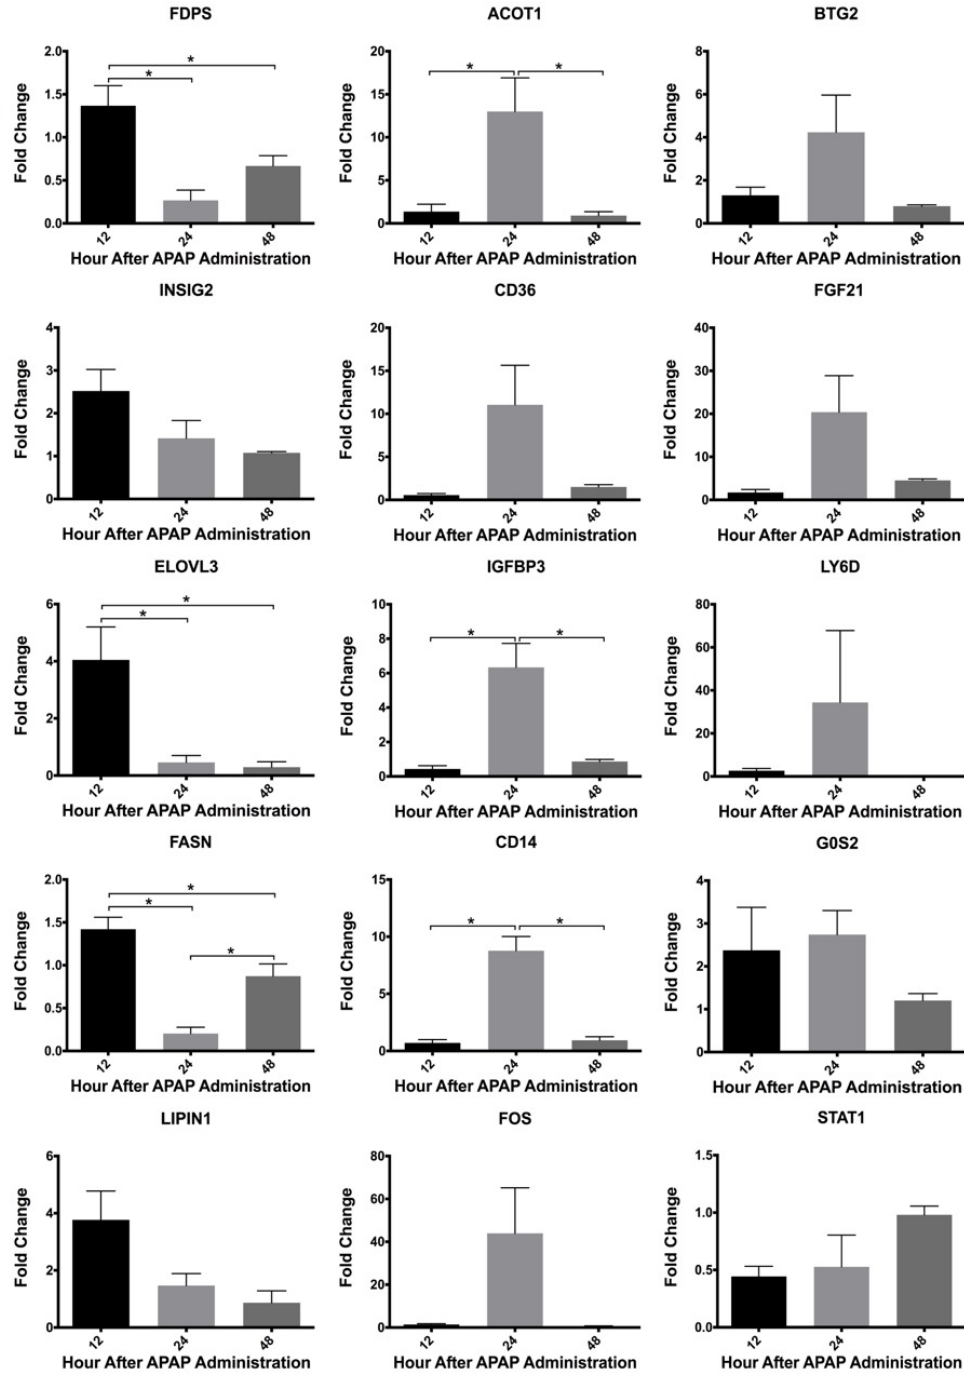 FDPS
Fold Change
2.0
1.5
1.0
0.5
0.0
*
*
12 24 48
Hour After APAP Administration
ACOT1
Fold Change
20
15
10
5
0
* *
12 24 48
Hour After APAP Administration
BTG2
Fold Change
8
6
4
2
0
12 24 48
Hour After APAP Administration
INSIG2
Fold Change
4
3
2
1
0
12 24 48
Hour After APAP Administration
CD36
Fold Change
20
15
10
5
0
12 24 48
Hour After APAP Administration
FGF21
Fold Change
40
30
20
10
0
12 24 48
Hour After APAP Administration
ELOVL3
Fold Change
6
4
2
0
*
*
12 24 48
Hour After APAP Administration
IGFBP3
Fold Change
10
8
6
4
2
0
* *
12 24 48
Hour After APAP Administration
LY6D
Fold Change
80
60
40
20
0
12 24 48
Hour After APAP Administration
FASN
Fold Change
2.0
1.5
1.0
0.5
0.0
*
*
*
12 24 48
Hour After APAP Administration
CD14
Fold Change
15
10
5
0
* *
12 24 48
Hour After APAP Administration
G0S2
Fold Change
4
3
2
1
0
12 24 48
Hour After APAP Administration
LIPIN1
Fold Change
6
4
2
0
12 24 48
Hour After APAP Administration
FOS
Fold Change
80
60
40
20
0
12 24 48
Hour After APAP Administration
STAT1
Fold Change
1.5
1.0
0.5
0.0
12 24 48
Hour After APAP Administration